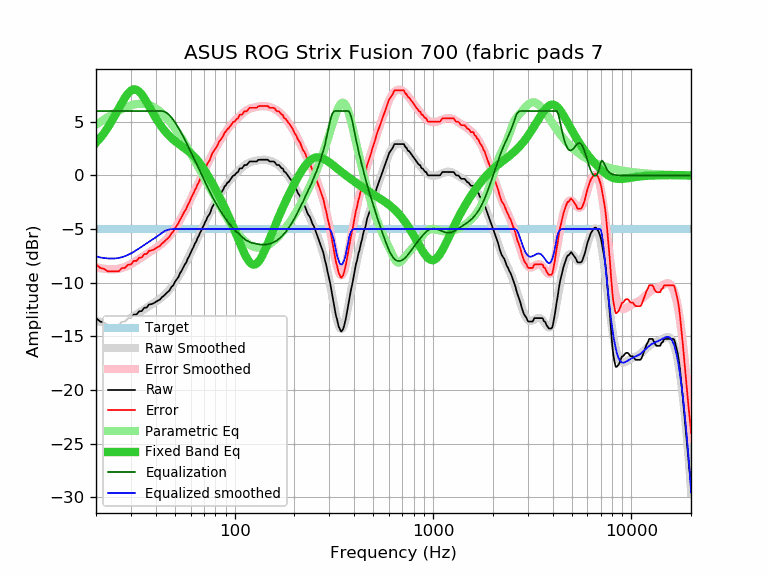 ASUS ROG Strix Fusion 700 (fabric pads 7
5
0
−5
−10
−15
−20
−25
−30
Amplitude (dBr)
Target
Raw Smoothed
Error Smoothed
Raw
Error
Parametric Eq
Fixed Band Eq
Equalization
Equalized smoothed
100
1000
10000
Frequency (Hz)